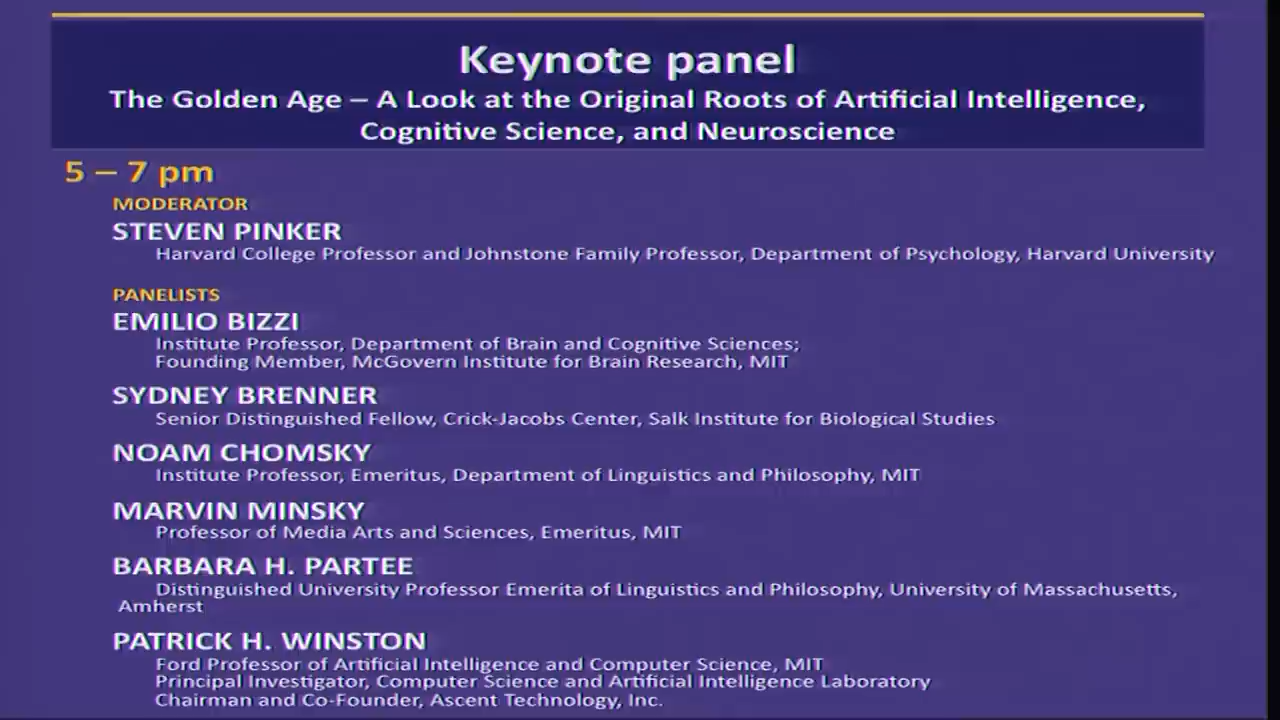 Keynote panel
The Golden Age – A Look at the Original Roots of Artificial Intelligence,
Cognitive Science, and Neuroscience
5 – 7 pm
MODERATOR
STEVEN PINKER
Harvard College Professor and Johnstone Family Professor, Department of Psychology, Harvard University
PANELISTS
EMILIO BIZZI
Institute Professor, Department of Brain and Cognitive Sciences;
Founding Member, McGovern Institute for Brain Research, MIT
SYDNEY BRENNER
Senior Distinguished Fellow, Crick-Jacobs Center, Salk Institute for Biological Studies
NOAM CHOMSKY
Institute Professor, Emeritus, Department of Linguistics and Philosophy, MIT
MARVIN MINSKY
Professor of Media Arts and Sciences, Emeritus, MIT
BARBARA H. PARTEE
Distinguished University Professor Emerita of Linguistics and Philosophy, University of Massachusetts,
Amherst
PATRICK H. WINSTON
Ford Professor of Artificial Intelligence and Computer Science, MIT
Principal Investigator, Computer Science and Artificial Intelligence Laboratory
Chairman and Co-Founder, Ascent Technology, Inc.